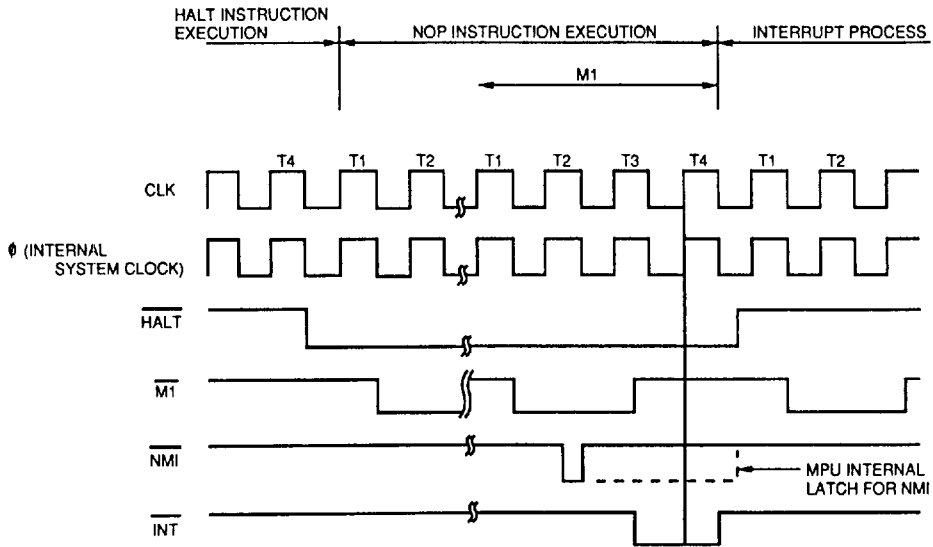 HALT INSTRUCTION
EXECUTION
NOP INSTRUCTION EXECUTION
INTERRUPT PROCESS
M1
T4 T1 T2 T1 T2 T3 T4 T1 T2
CLK
ϕ (INTERNAL
SYSTEM CLOCK)
HALT
M1
NMI
MPU INTERNAL
LATCH FOR NMI
INT